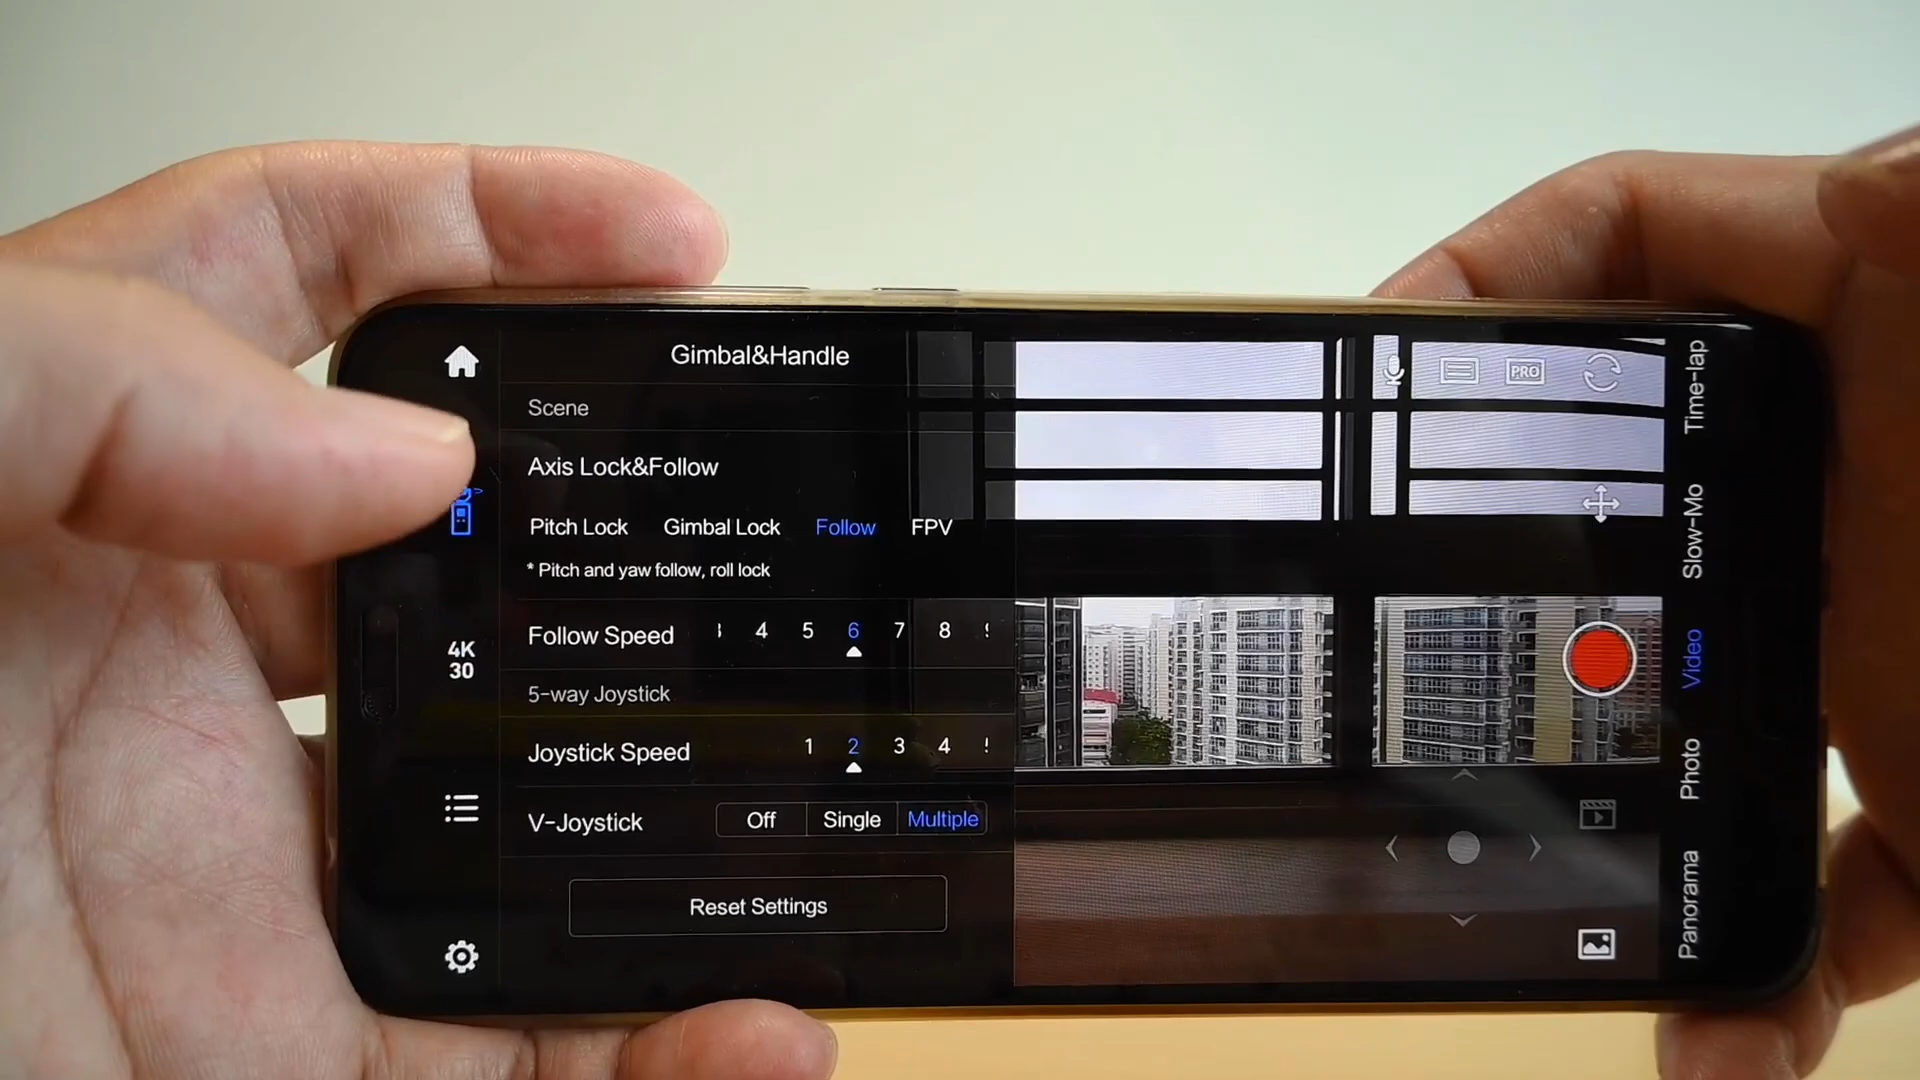 Gimbal&Handle
Scene
Axis Lock&Follow
Pitch Lock Gimbal Lock Follow FPV
* Pitch and yaw follow, roll lock
Follow Speed 4 5 6 7 8
5-way Joystick
Joystick Speed 1 2 3 4
V-Joystick Off Single Multiple
Reset Settings
4K
30
PRO
Time-lap
Slow-Mo
Video
Photo
Panorama